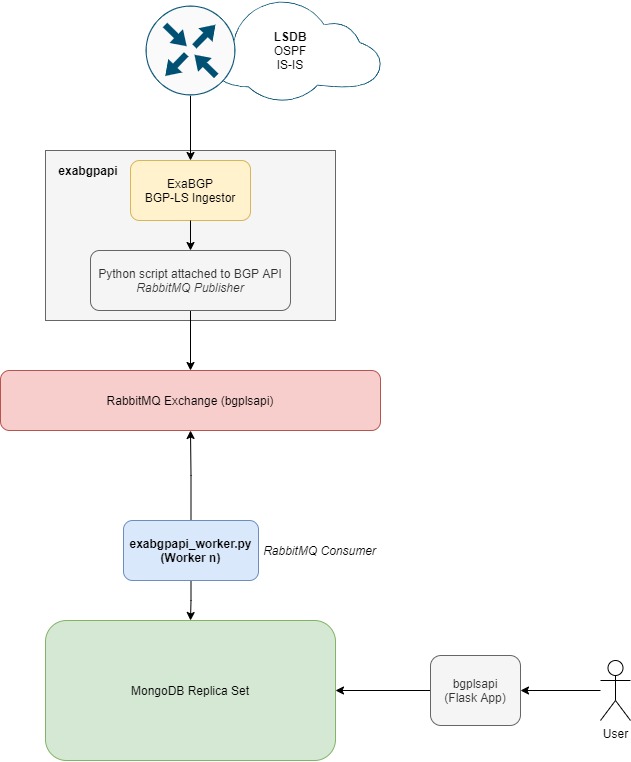 LSDB
OSPF
IS-IS
exabgpapi
ExaBGP
BGP-LS Ingestor
Python script attached to BGP API
RabbitMQ Publisher
RabbitMQ Exchange (bgplsapi)
exabgpapi_worker.py
(Worker n)
RabbitMQ Consumer
MongoDB Replica Set
bgplsapi
(Flask App)
User